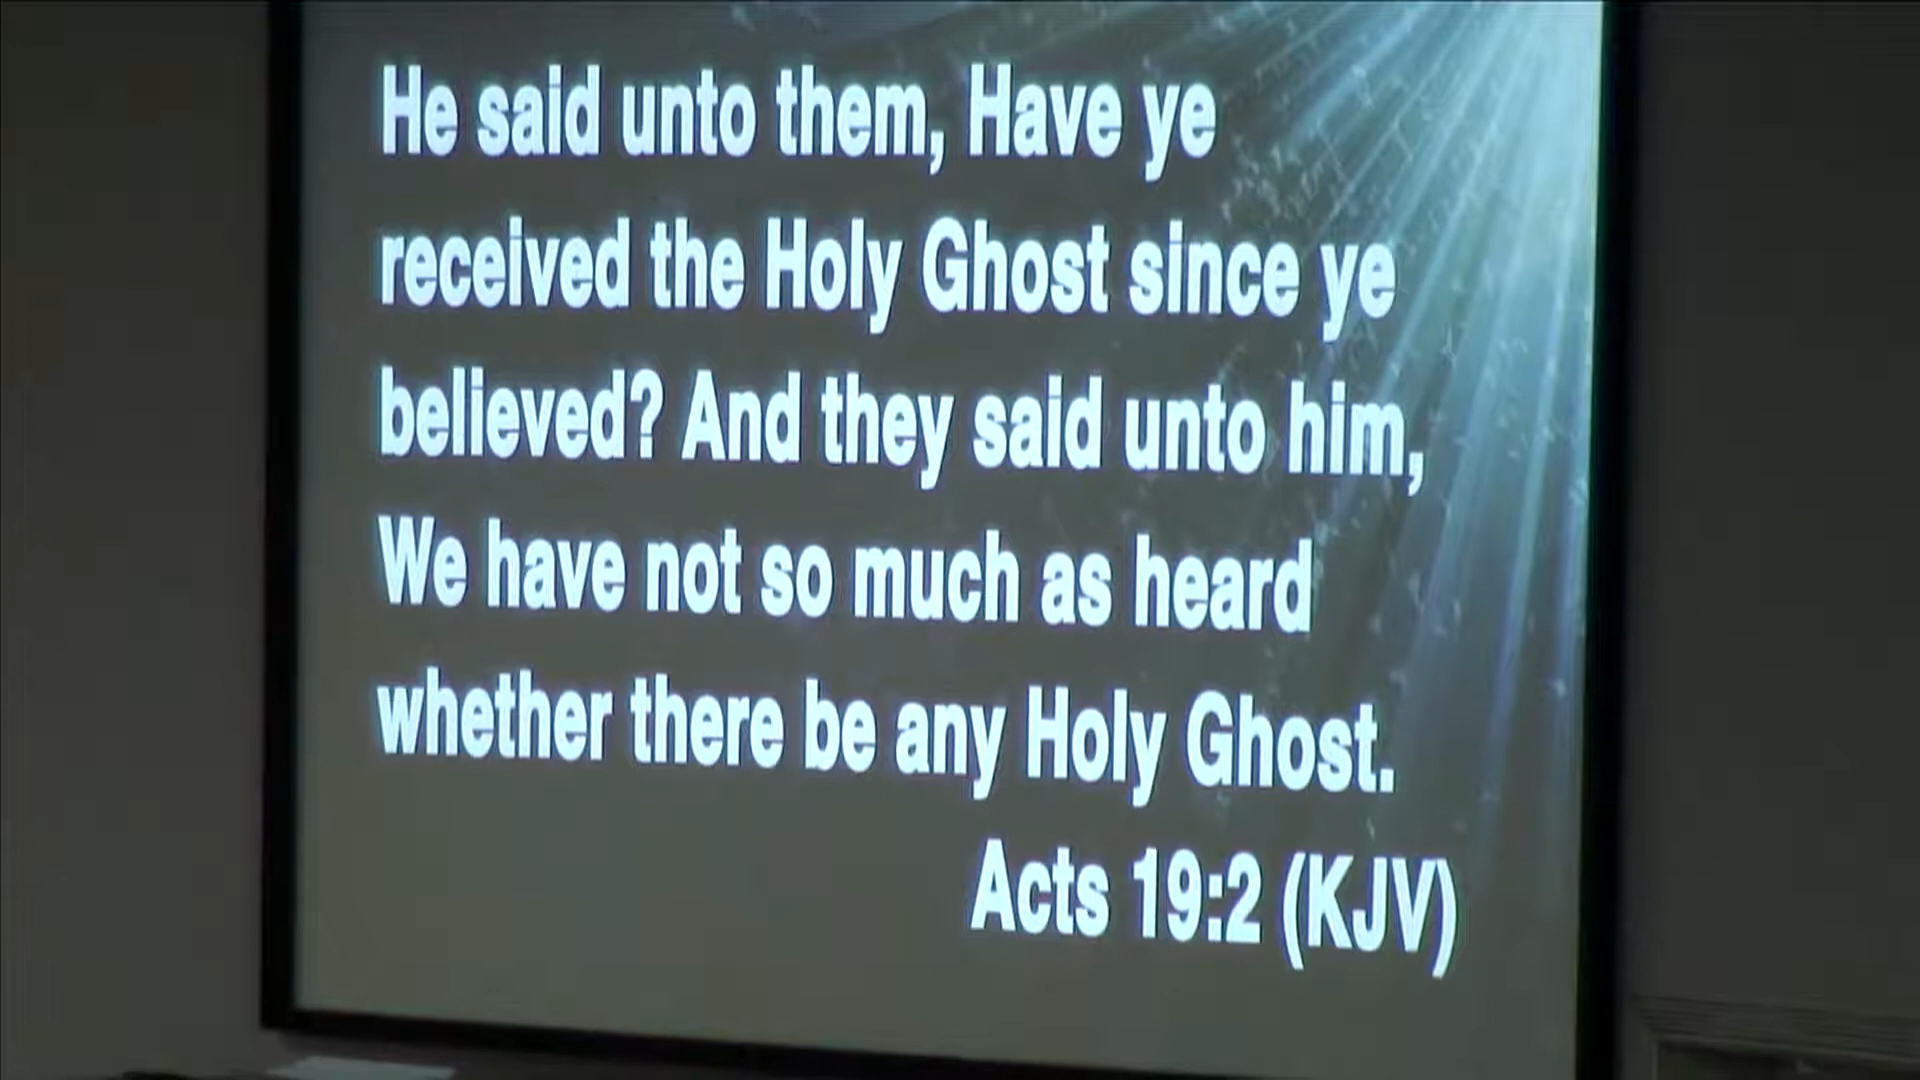 He said unto them, Have ye
received the Holy Ghost since ye
believed? And they said unto him,
We have not so much as heard
whether there be any Holy Ghost.
Acts 19:2 (KJV)